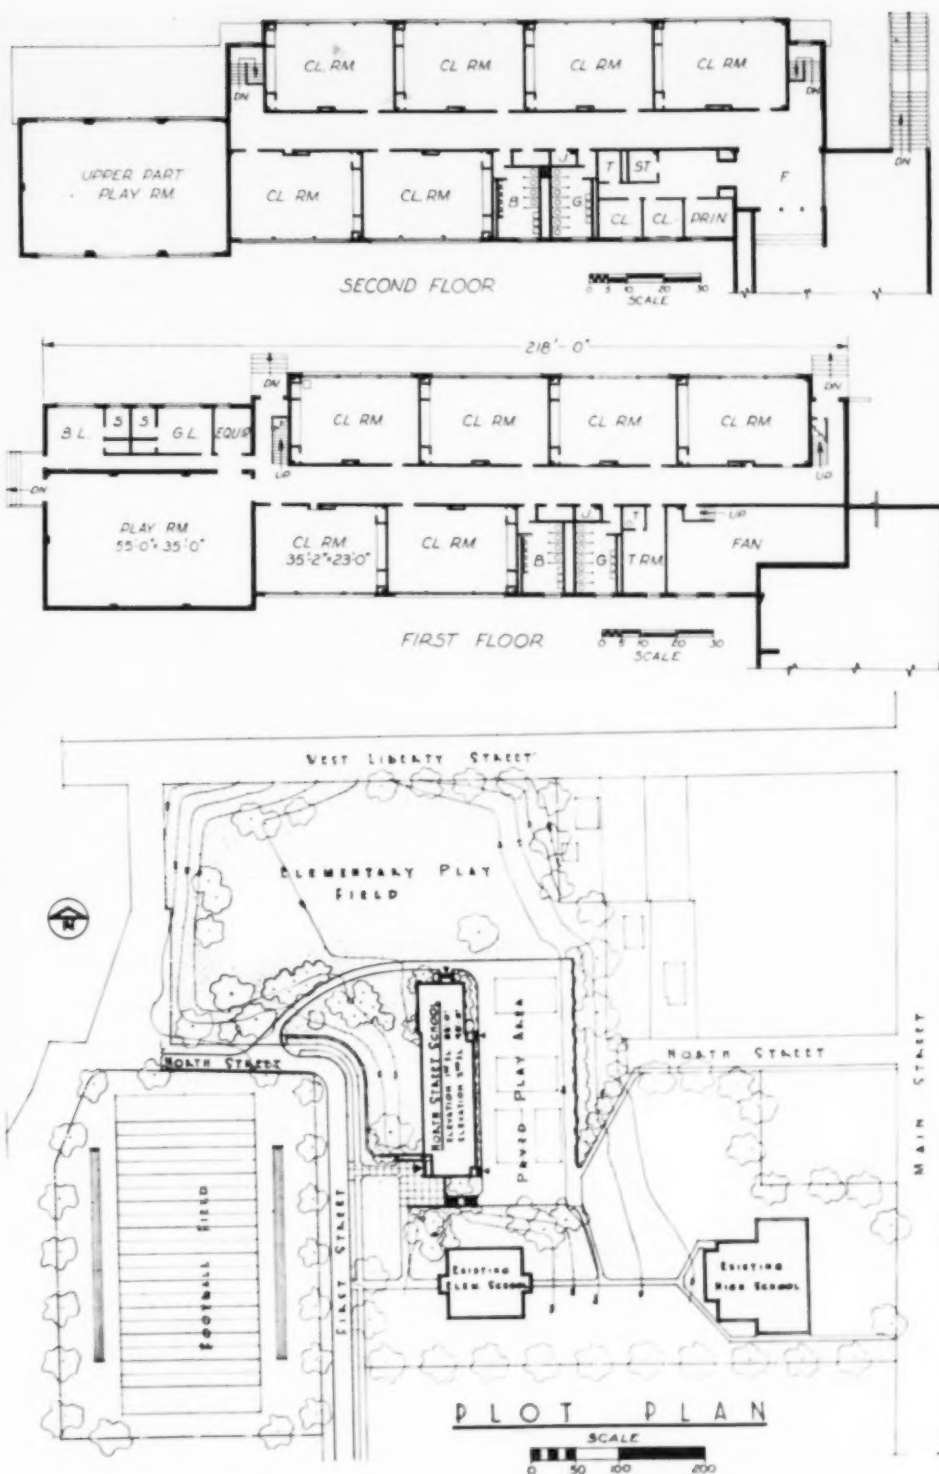 CL. RM.
CL. RM.
CL. RM.
CL. RM.
DN
DN
DN
UPPER PART
PLAY RM.
CL. RM.
CL. RM.
B
J.
G
T
ST
CL.
CL.
PRIN
F
SECOND FLOOR
0 5 10 20 30
SCALE
218'-0"
DN
DN
B.L.
S
S
G.L.
EQUIP.
CL. RM.
CL. RM.
CL. RM.
CL. RM.
UP
UP
DN
PLAY RM.
55'-0" x 35'-0"
CL. RM.
35'-2" x 23'-0"
CL. RM.
B
J.
G
T.
T. RM.
UP
FAN
FIRST FLOOR
0 5 10 20 30
SCALE
WEST LIBERTY STREET
ELEMENTARY PLAY
FIELD
N
NORTH STREET SCHOOL
PAVED PLAY AREA
NORTH STREET
NORTH STREET
MAIN STREET
FOOTBALL FIELD
FIRST STREET
EXISTING
ELEM. SCHOOL
EXISTING
HIGH SCHOOL
PLOT PLAN
SCALE
0 50 100 200